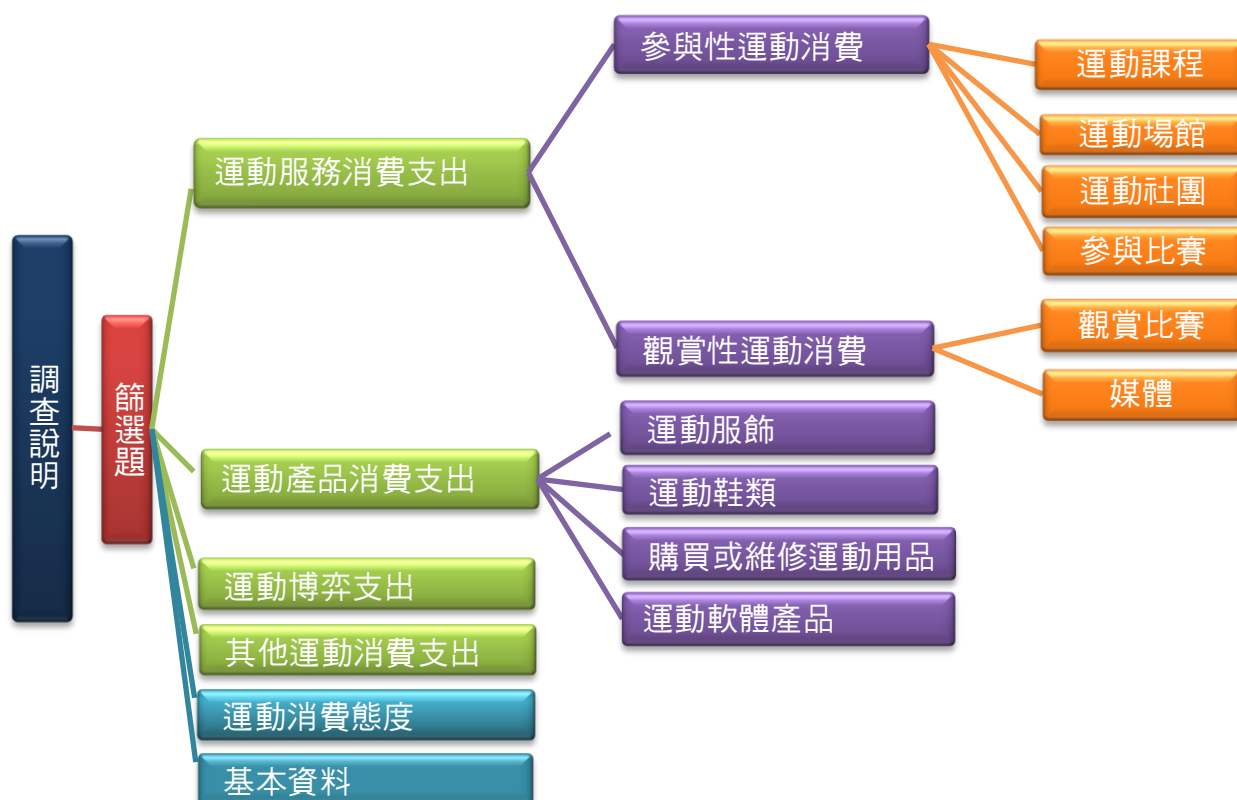 調查說明
篩選題
運動服務消費支出
參與性運動消費
運動課程
運動場館
運動社團
參與比賽
觀賞性運動消費
觀賞比賽
媒體
運動產品消費支出
運動服飾
運動鞋類
購買或維修運動用品
運動軟體產品
運動博弈支出
其他運動消費支出
運動消費態度
基本資料